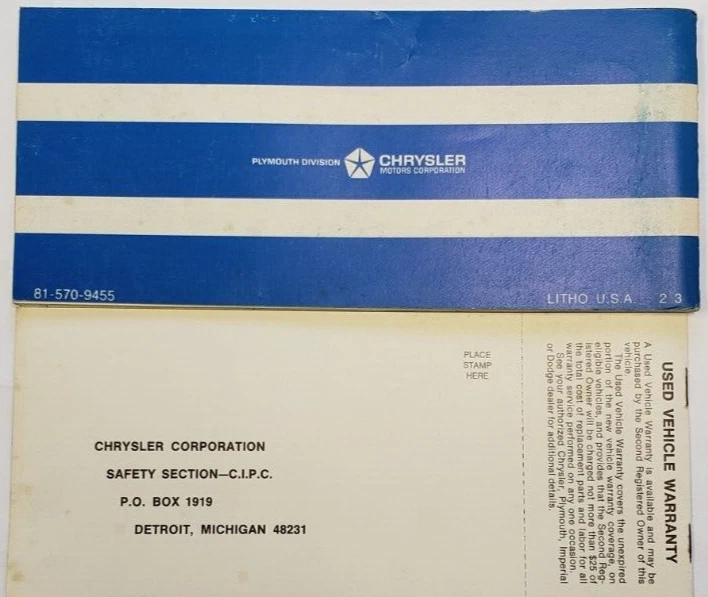 PLYMOUTH DIVISION CHRYSLER
MOTORS CORPORATION
81-570-9455
LITHO U.S.A. 2 3
PLACE
STAMP
HERE
CHRYSLER CORPORATION
SAFETY SECTION—C.I.P.C.
P.O. BOX 1919
DETROIT, MICHIGAN 48231
USED VEHICLE WARRANTY
A Used Vehicle Warranty is available and may be
purchased by the Second Registered Owner of this
vehicle.
The Used Vehicle Warranty covers the unexpired
portion of the new vehicle warranty coverage, on
eligible vehicles, and provides that the Second Reg-
istered Owner will be charged not more than $25 of
the total cost of replacement parts and labor for all
warranty service performed on any one occasion.
See your authorized Chrysler, Plymouth, Imperial
or Dodge dealer for additional details.